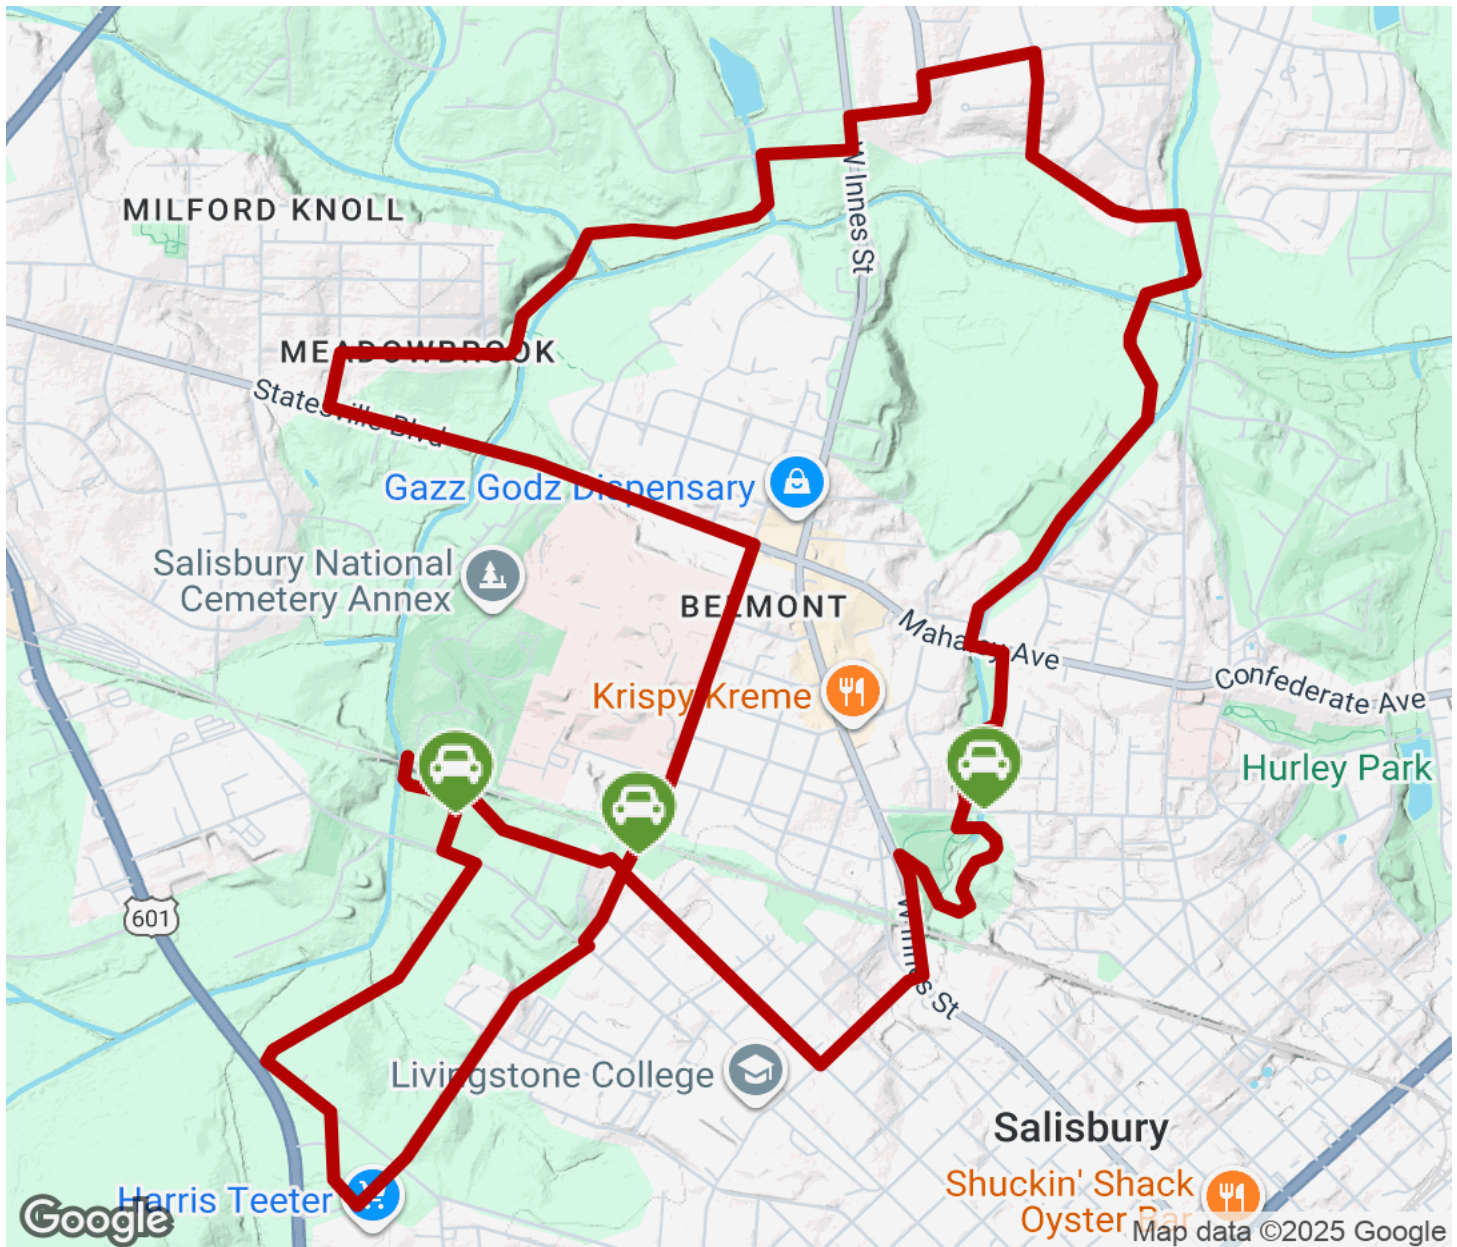 W Innes St
MILFORD KNOLL
MEADOWBROOK
Statesville Blvd
Gazz Godz Dispensary
Salisbury National
Cemetery Annex
BELMONT
Mahaley Ave
Confederate Ave
Krispy Kreme
Hurley Park
601
W Innes St
Livingstone College
Salisbury
Harris Teeter
Shuckin' Shack
Oyster Bar
Google
Map data ©2025 Google